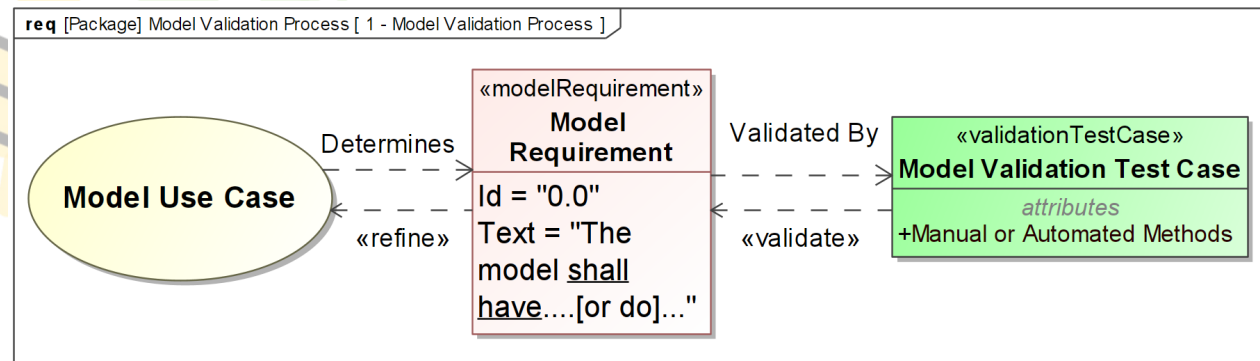 req [Package] Model Validation Process [ 1 - Model Validation Process ]
Model Use Case
Determines
«refine»
«modelRequirement»
Model
Requirement
Id = "0.0"
Text = "The
model shall
have....[or do]..."
Validated By
«validate»
«validationTestCase»
Model Validation Test Case
attributes
+Manual or Automated Methods